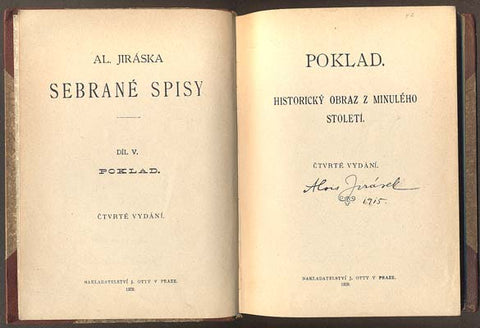 AL. JIRÁSKA
SEBRANÉ SPISY
DÍL V.
POKLAD.
ČTVRTÉ VYDÁNÍ.
NAKLADATELSTVÍ J. OTTY V PRAZE.
POKLAD.
HISTORICKÝ OBRAZ Z MINULÉHO
STOLETÍ.
ČTVRTÉ VYDÁNÍ.
Alois Jirásek
1915.
NAKLADATELSTVÍ J. OTTY V PRAZE.